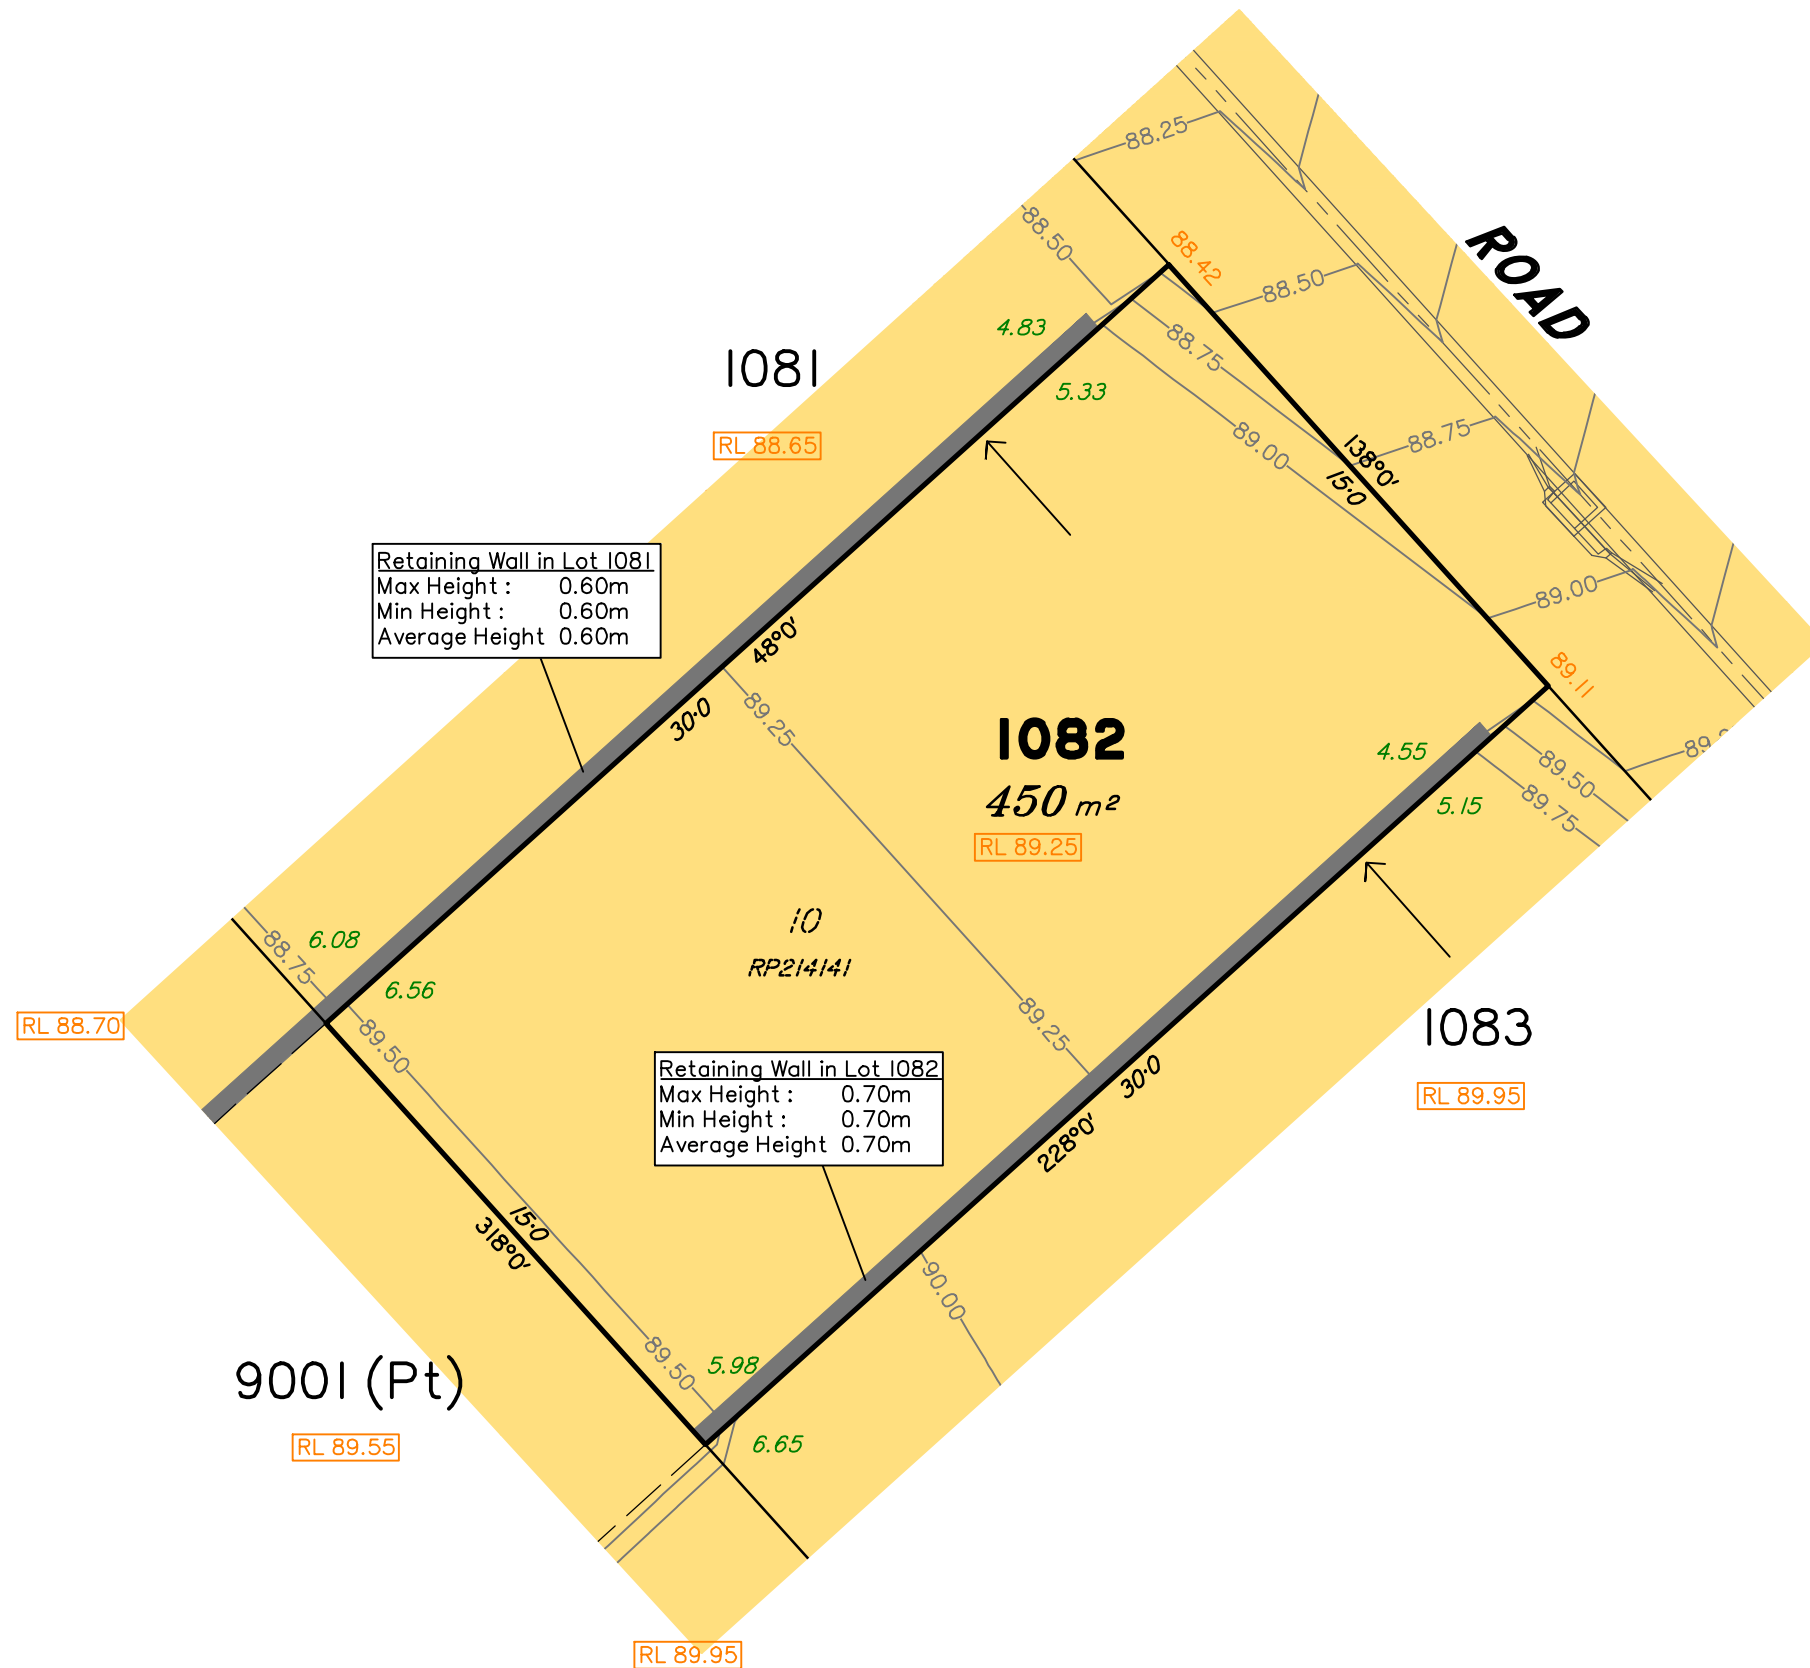 88.25
88.50
88.42
88.50
ROAD
4.83
88.75
1081
5.33
RL 88.65
89.00
138°0'
15·0
88.75
Retaining Wall in Lot 1081
Max Height : 0.60m
Min Height : 0.60m
Average Height 0.60m
89.00
48°0'
30·0
89.25
89.11
1082
450 m²
RL 89.25
4.55
89.50
89.75
5.15
10
RP214141
88.75
6.08
6.56
RL 88.70
89.50
89.25
1083
RL 89.95
Retaining Wall in Lot 1082
Max Height : 0.70m
Min Height : 0.70m
Average Height 0.70m
30·0
228°0'
15·0
318°0'
90.00
89.50
5.98
9001 (Pt)
RL 89.55
6.65
RL 89.95